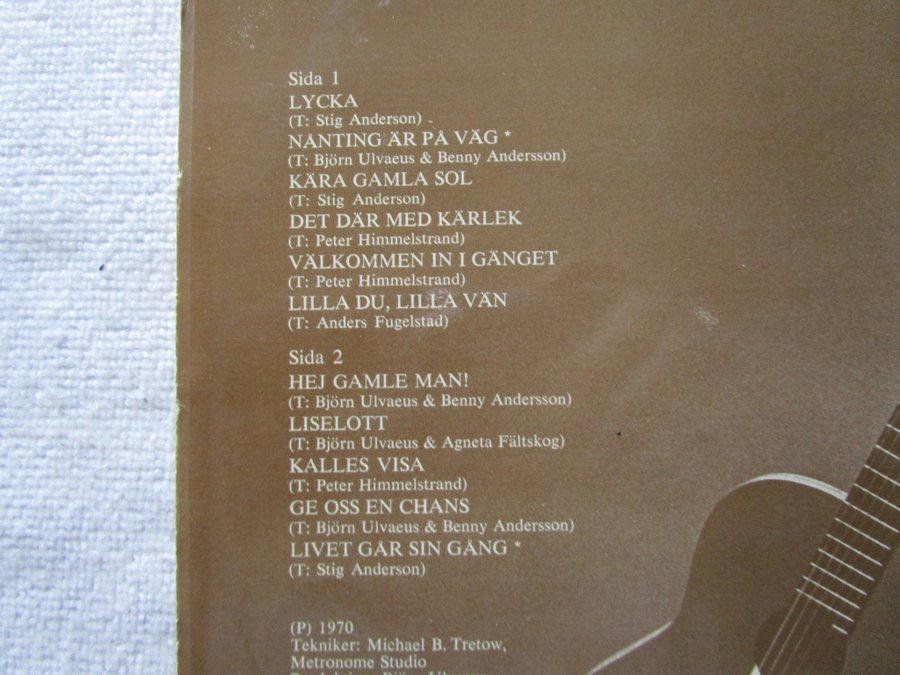 Sida 1
LYCKA
(T: Stig Anderson)
NÅNTING ÄR PÅ VÄG *
(T: Björn Ulvaeus & Benny Andersson)
KÄRA GAMLA SOL
(T: Stig Anderson)
DET DÄR MED KÄRLEK
(T: Peter Himmelstrand)
VÄLKOMMEN IN I GÄNGET
(T: Peter Himmelstrand)
LILLA DU, LILLA VÄN
(T: Anders Fugelstad)
Sida 2
HEJ GAMLE MAN!
(T: Björn Ulvaeus & Benny Andersson)
LISELOTT
(T: Björn Ulvaeus & Agneta Fältskog)
KALLES VISA
(T: Peter Himmelstrand)
GE OSS EN CHANS
(T: Björn Ulvaeus & Benny Andersson)
LIVET GÅR SIN GÅNG *
(T: Stig Anderson)
(P) 1970
Tekniker: Michael B. Tretow,
Metronome Studio